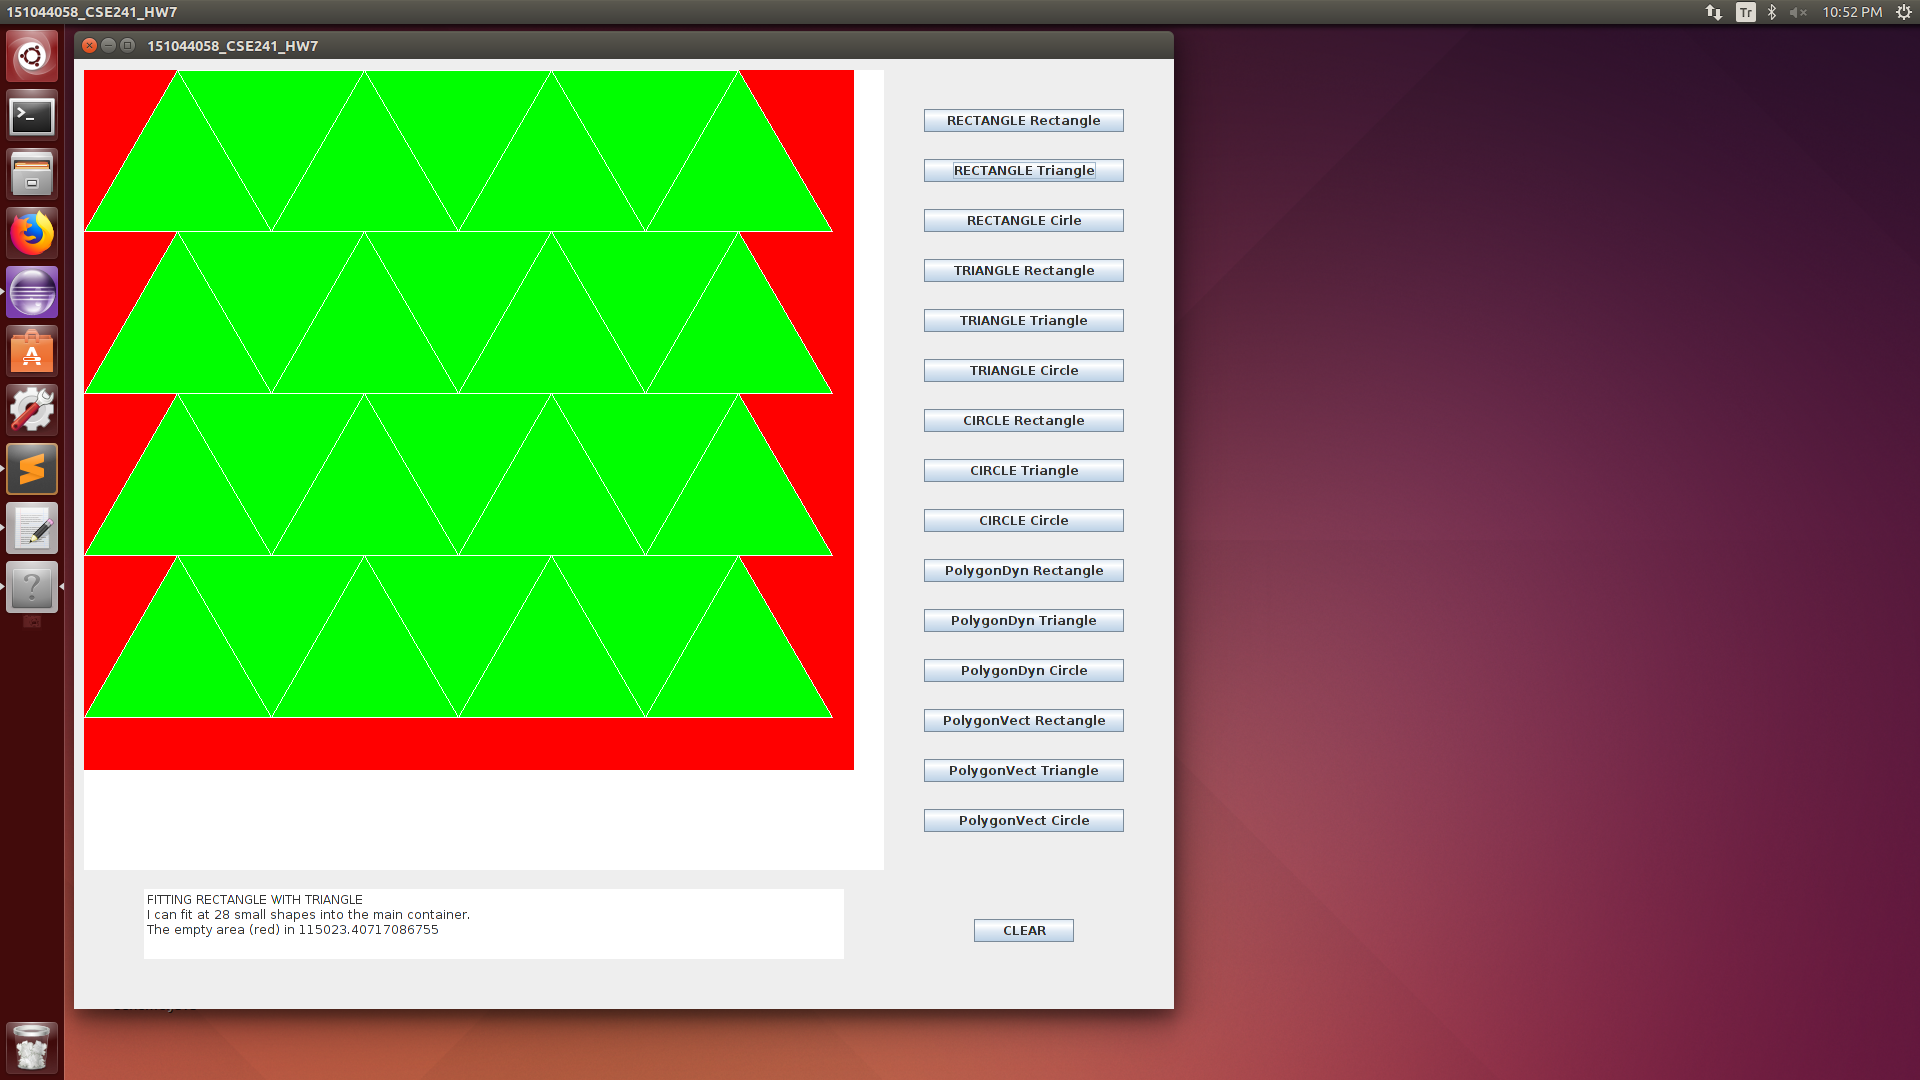 151044058_CSE241_HW7
Tr
10:52 PM
151044058_CSE241_HW7
RECTANGLE Rectangle
RECTANGLE Triangle
RECTANGLE Cirle
TRIANGLE Rectangle
TRIANGLE Triangle
TRIANGLE Circle
CIRCLE Rectangle
CIRCLE Triangle
CIRCLE Circle
PolygonDyn Rectangle
PolygonDyn Triangle
PolygonDyn Circle
PolygonVect Rectangle
PolygonVect Triangle
PolygonVect Circle
FITTING RECTANGLE WITH TRIANGLE
I can fit at 28 small shapes into the main container.
The empty area (red) in 115023.40717086755
CLEAR